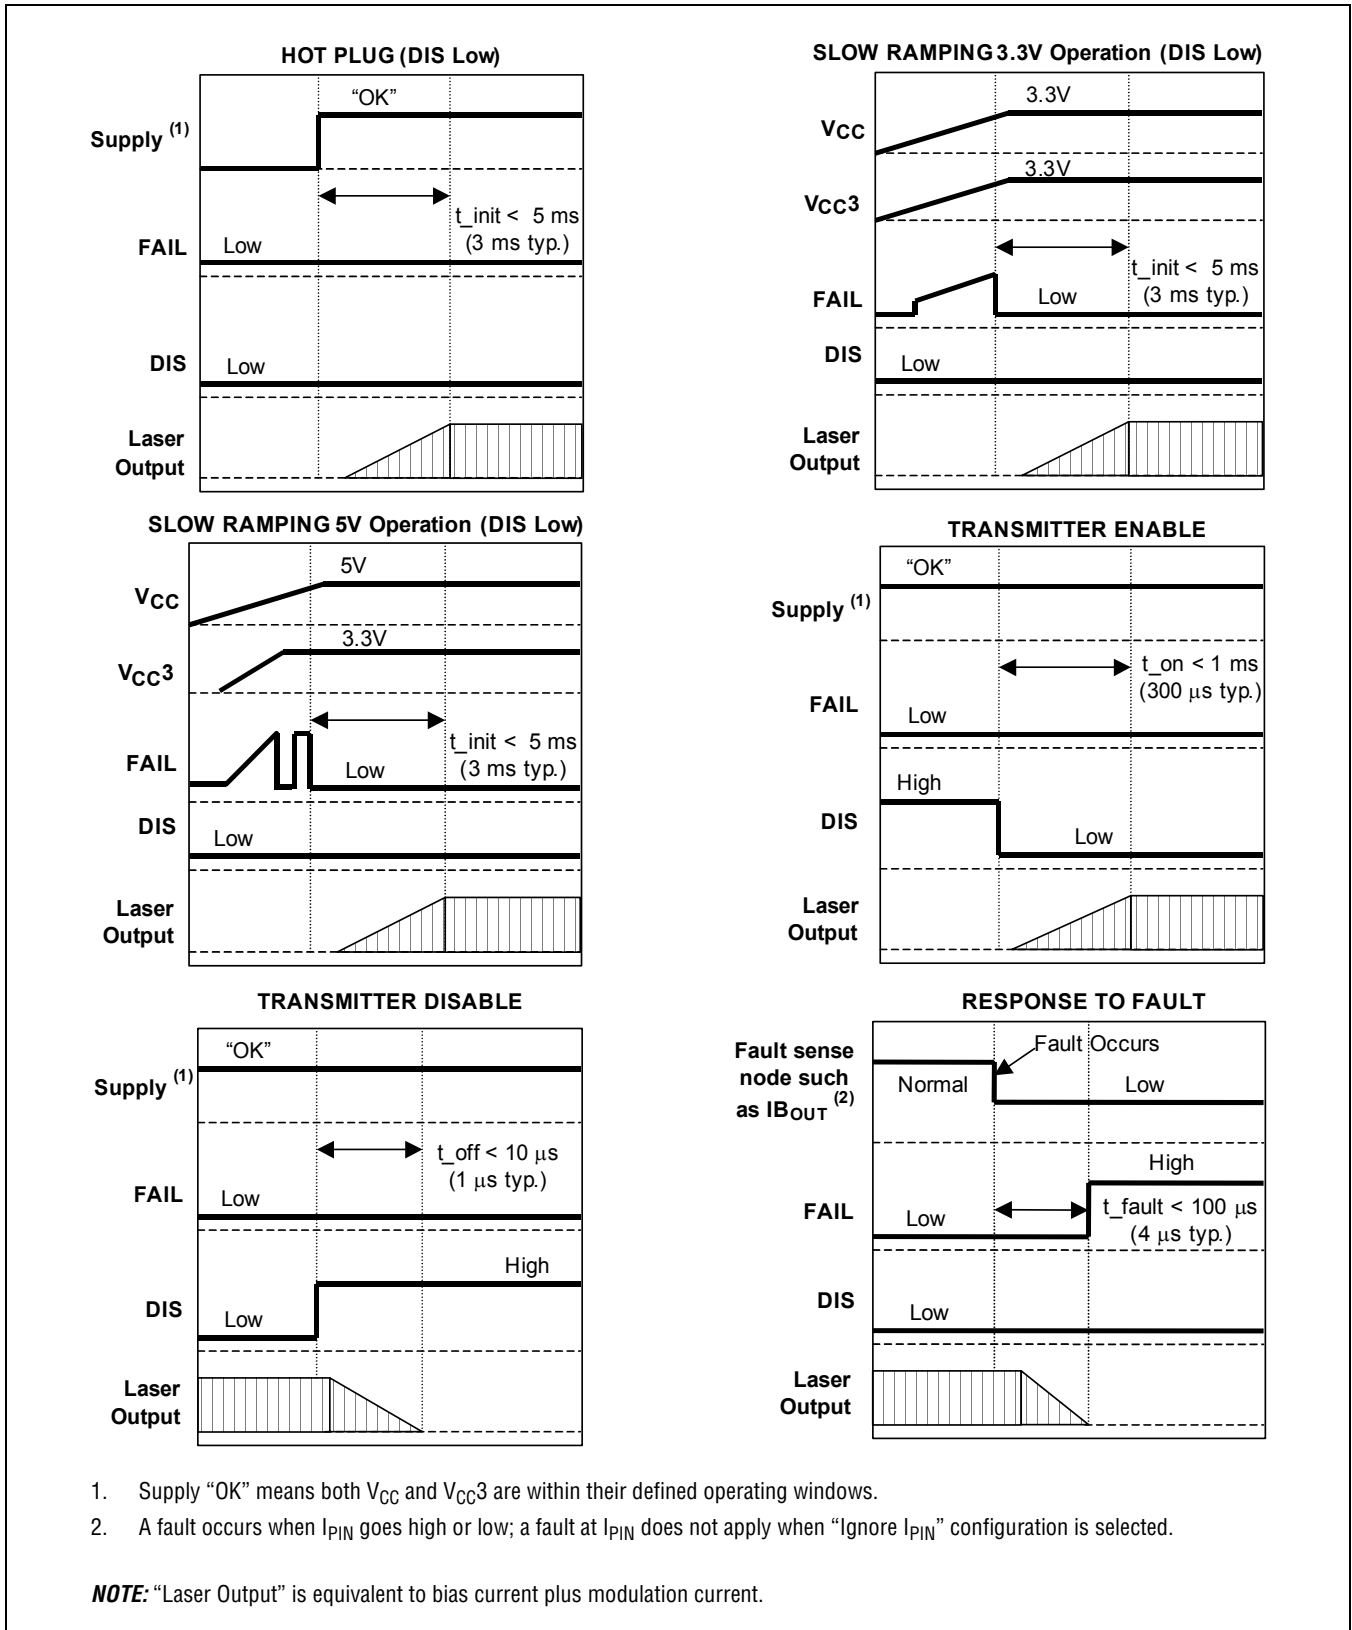 HOT PLUG (DIS Low)
“OK”
Supply (1)
t_init < 5 ms
(3 ms typ.)
FAIL
Low
DIS
Low
Laser
Output
SLOW RAMPING 3.3V Operation (DIS Low)
3.3V
VCC
3.3V
VCC3
t_init < 5 ms
(3 ms typ.)
FAIL
Low
DIS
Low
Laser
Output
SLOW RAMPING 5V Operation (DIS Low)
5V
VCC
3.3V
VCC3
t_init < 5 ms
(3 ms typ.)
FAIL
Low
DIS
Low
Laser
Output
TRANSMITTER ENABLE
“OK”
Supply (1)
t_on < 1 ms
(300 μs typ.)
FAIL
Low
High
DIS
Low
Laser
Output
TRANSMITTER DISABLE
“OK”
Supply (1)
t_off < 10 μs
(1 μs typ.)
FAIL
Low
High
DIS
Low
Laser
Output
RESPONSE TO FAULT
Fault sense
node such
as IBOUT (2)
Fault Occurs
Normal
Low
High
FAIL
Low
t_fault < 100 μs
(4 μs typ.)
DIS
Low
Laser
Output
1. Supply “OK” means both VCC and VCC3 are within their defined operating windows.
2. A fault occurs when IPIN goes high or low; a fault at IPIN does not apply when “Ignore IPIN” configuration is selected.
NOTE: “Laser Output” is equivalent to bias current plus modulation current.